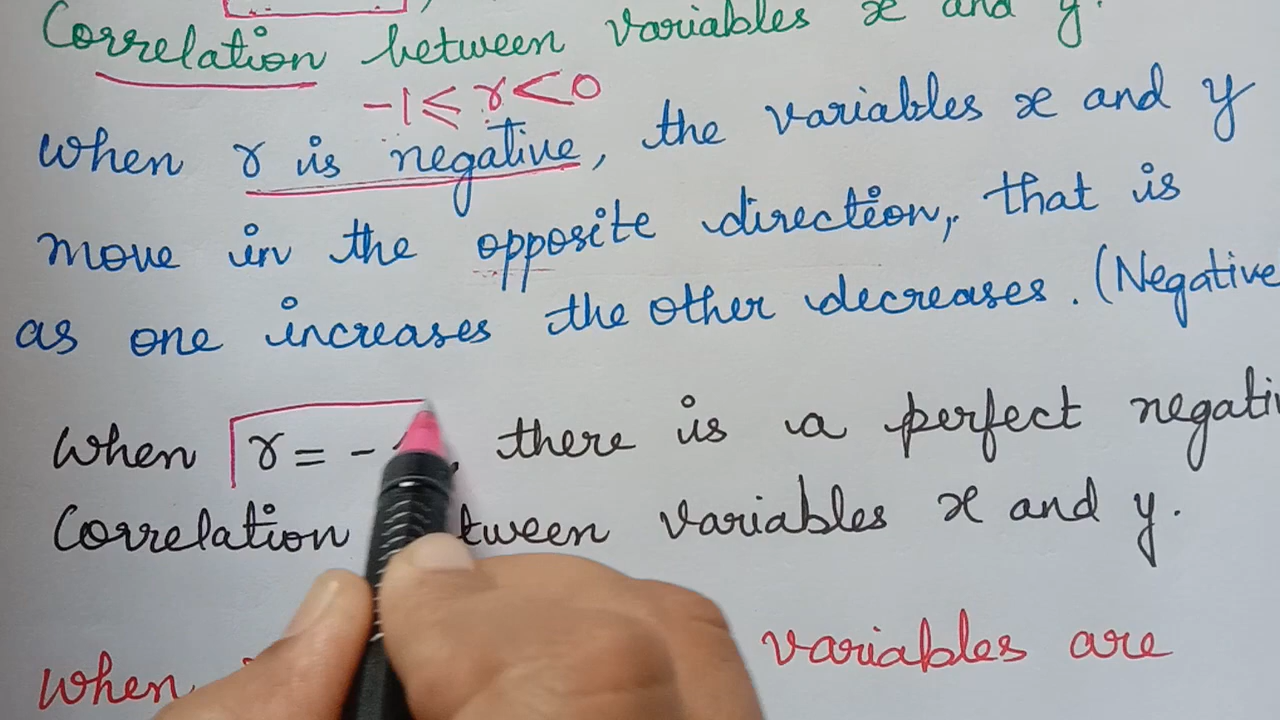 Correlation between variables x and y.
-1 ≤ r < 0
When r is negative, the variables x and y
move in the opposite direction, that is
as one increases the other decreases. (Negative
When r = - there is a perfect negati
Correlation tween variables x and y.
When variables are